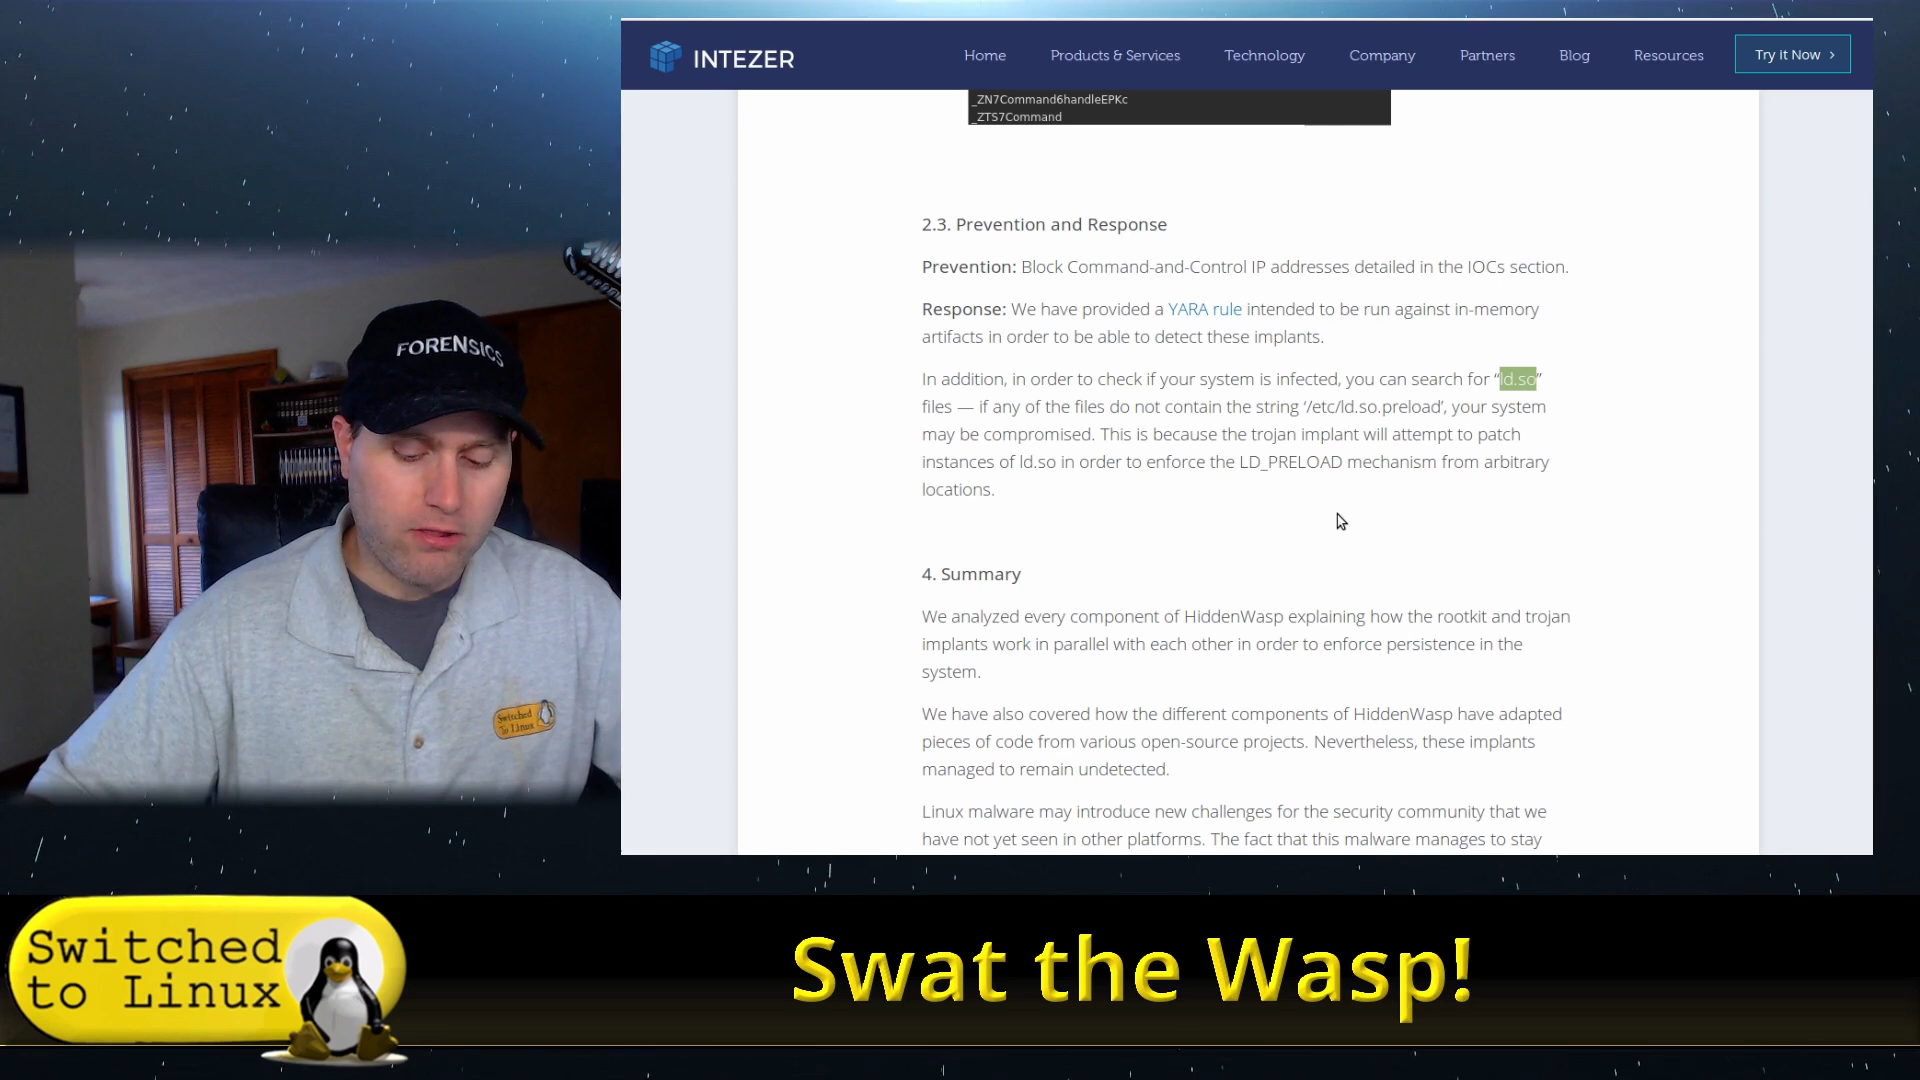 INTEZER
Home
Products & Services
Technology
Company
Partners
Blog
Resources
Try it Now
_ZN7Command6handleEPKc
_ZTS7Command
2.3. Prevention and Response
Prevention: Block Command-and-Control IP addresses detailed in the IOCs section.
Response: We have provided a YARA rule intended to be run against in-memory
artifacts in order to be able to detect these implants.
In addition, in order to check if your system is infected, you can search for “ld.so”
files — if any of the files do not contain the string ‘/etc/ld.so.preload’, your system
may be compromised. This is because the trojan implant will attempt to patch
instances of ld.so in order to enforce the LD_PRELOAD mechanism from arbitrary
locations.
4. Summary
We analyzed every component of HiddenWasp explaining how the rootkit and trojan
implants work in parallel with each other in order to enforce persistence in the
system.
We have also covered how the different components of HiddenWasp have adapted
pieces of code from various open-source projects. Nevertheless, these implants
managed to remain undetected.
Linux malware may introduce new challenges for the security community that we
have not yet seen in other platforms. The fact that this malware manages to stay
FORENSICS
Switched
To Linux
Switched
to Linux
Swat the Wasp!